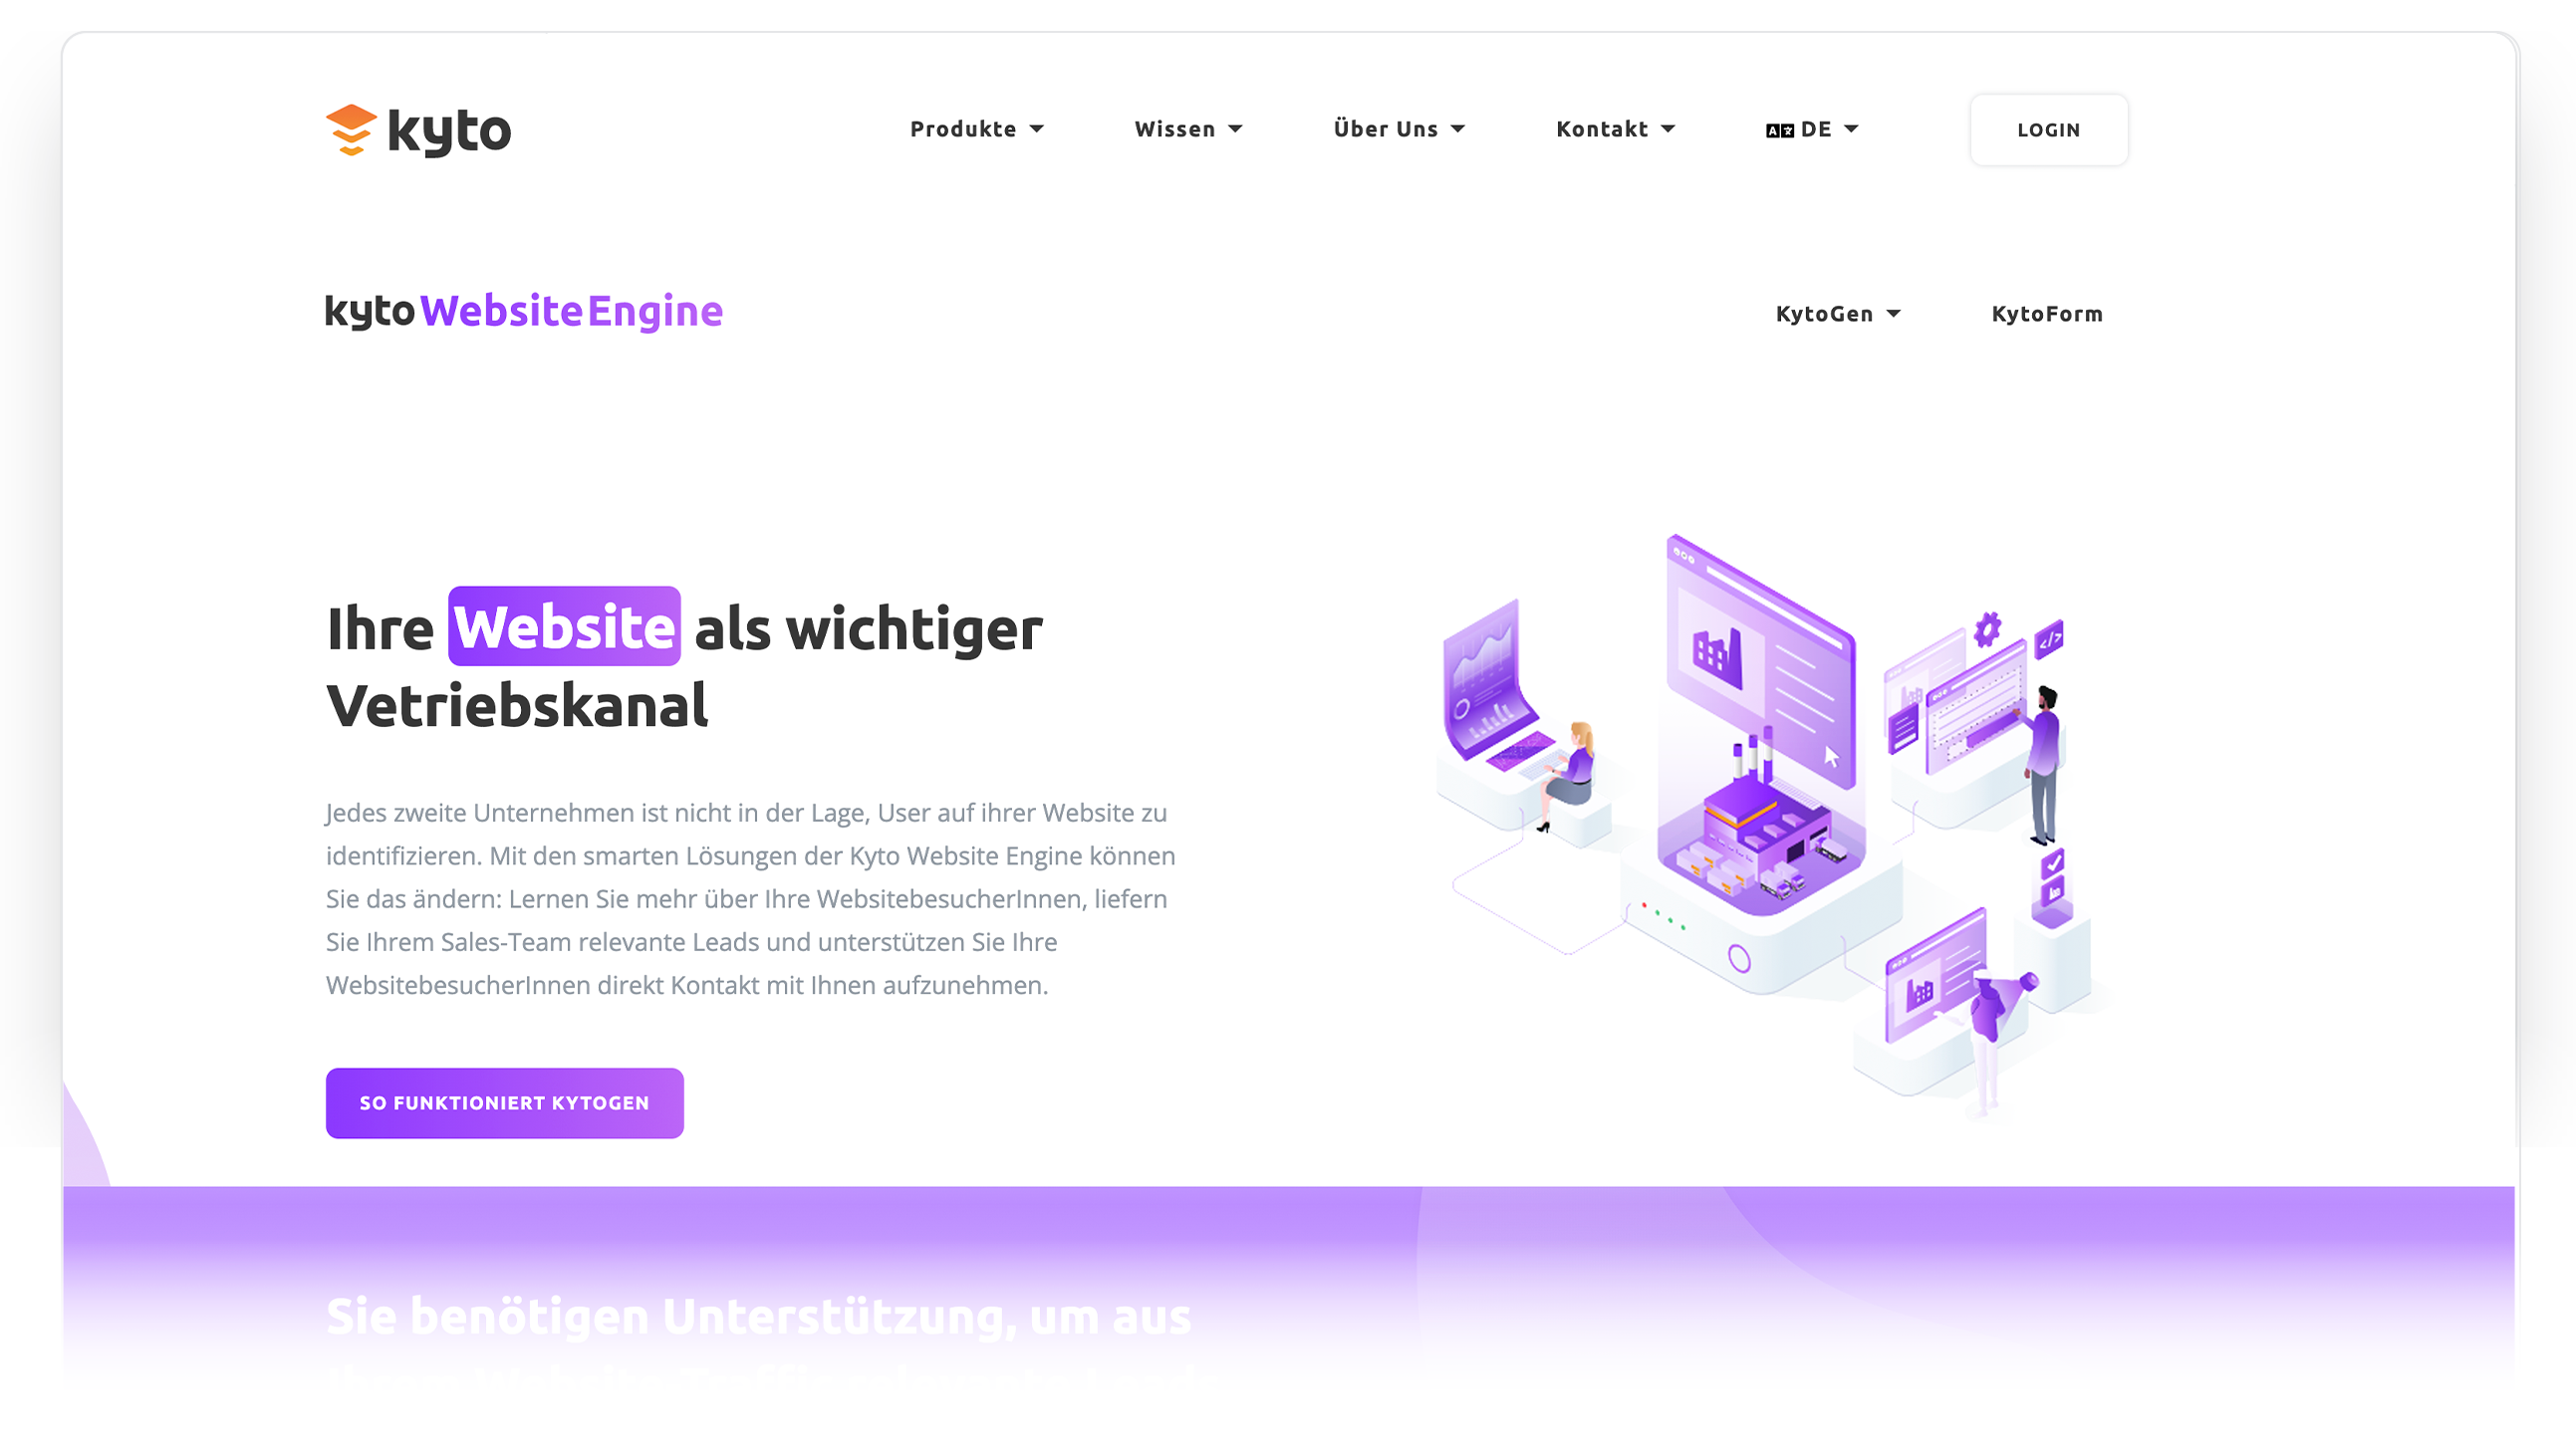 kyto
Produkte
Wissen
Über Uns
Kontakt
DE
LOGIN
kyto WebsiteEngine
KytoGen
KytoForm
Ihre Website als wichtiger
Vetriebskanal
Jedes zweite Unternehmen ist nicht in der Lage, User auf ihrer Website zu
identifizieren. Mit den smarten Lösungen der Kyto Website Engine können
Sie das ändern: Lernen Sie mehr über Ihre WebsitebesucherInnen, liefern
Sie Ihrem Sales-Team relevante Leads und unterstützen Sie Ihre
WebsitebesucherInnen direkt Kontakt mit Ihnen aufzunehmen.
SO FUNKTIONIERT KYTOGEN
Sie benötigen Unterstützung, um aus